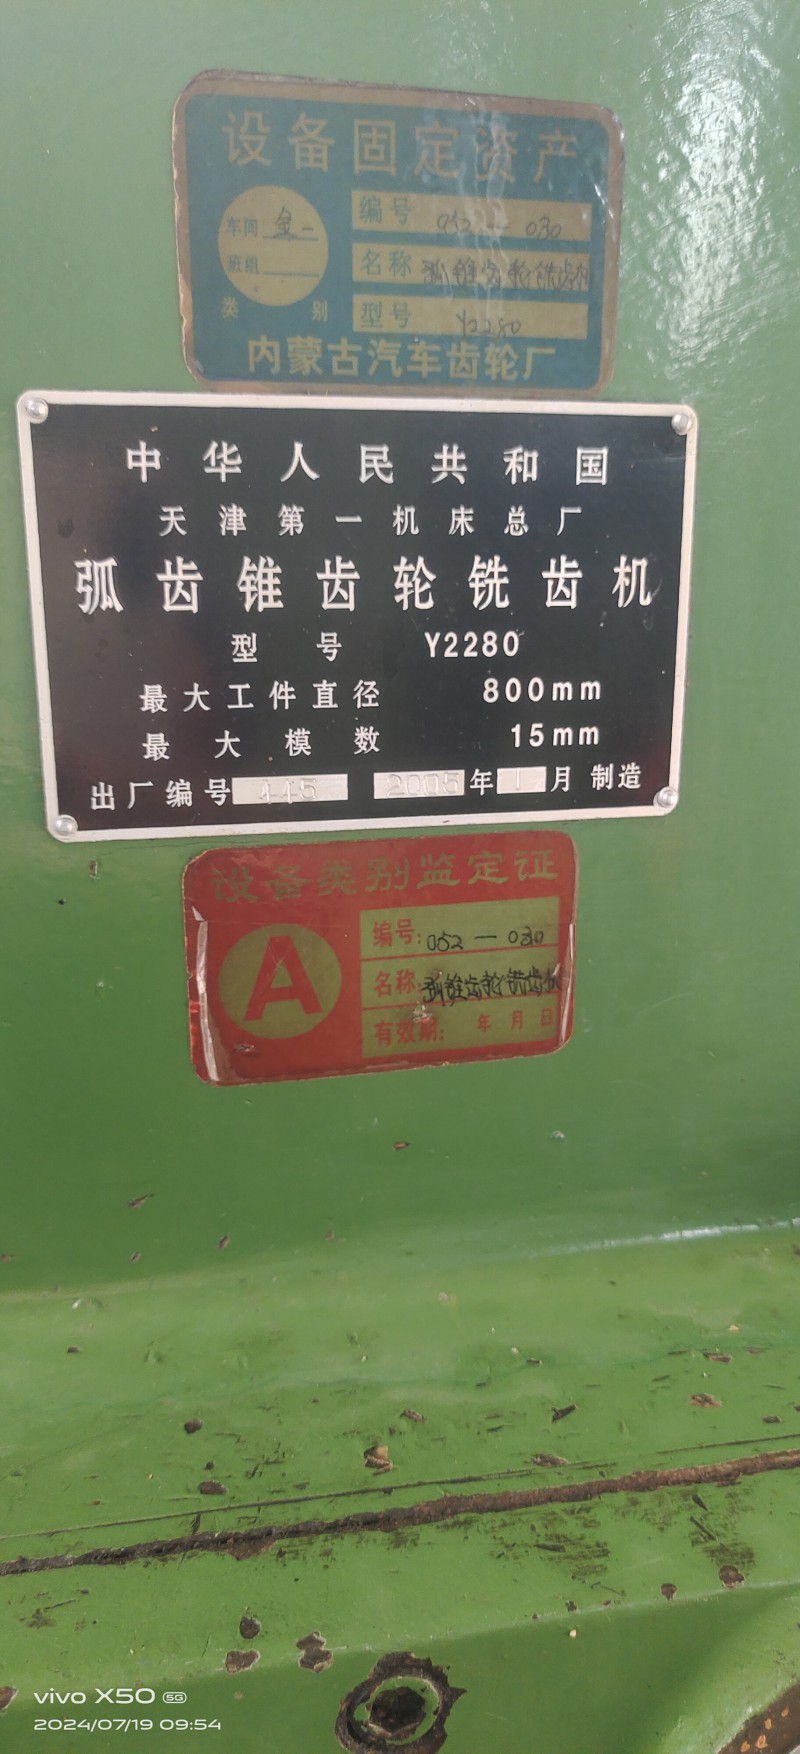 设备固定资产
车间 金一
班组
类别
编号 052—030
名称 弧锥齿轮铣齿机
型号 Y2280
内蒙古汽车齿轮厂
中华人民共和国
天津第一机床总厂
弧齿锥齿轮铣齿机
型号 Y2280
最大工件直径 800mm
最大模数 15mm
出厂编号 445 2005年1月制造
设备类别监定证
A
编号: 052—030
名称: 弧锥齿轮铣齿机
有效期: 年月日
vivo X50 5G
2024/07/19 09:54